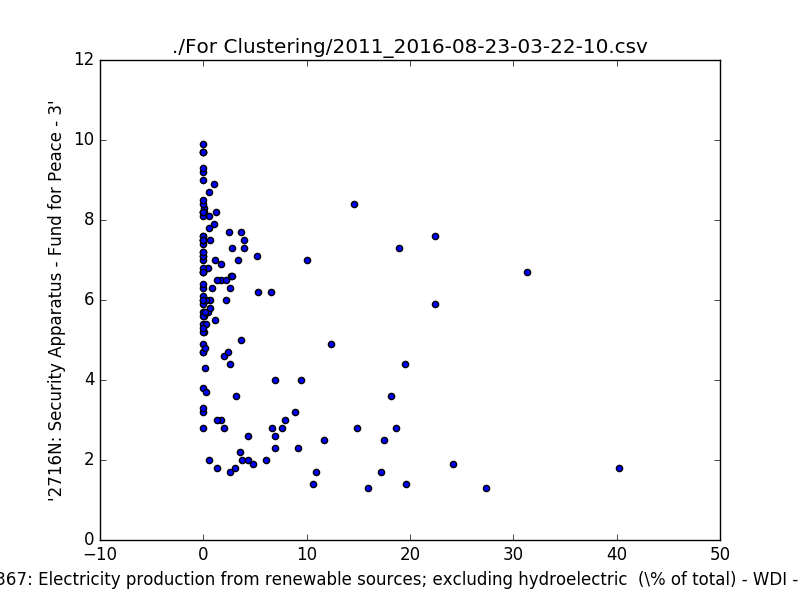 ./For Clustering/2011_2016-08-23-03-22-10.csv
'2716N: Security Apparatus - Fund for Peace - 3'
12
10
8
6
4
2
0
−10 0 10 20 30 40 50
367: Electricity production from renewable sources; excluding hydroelectric (\% of total) - WDI -